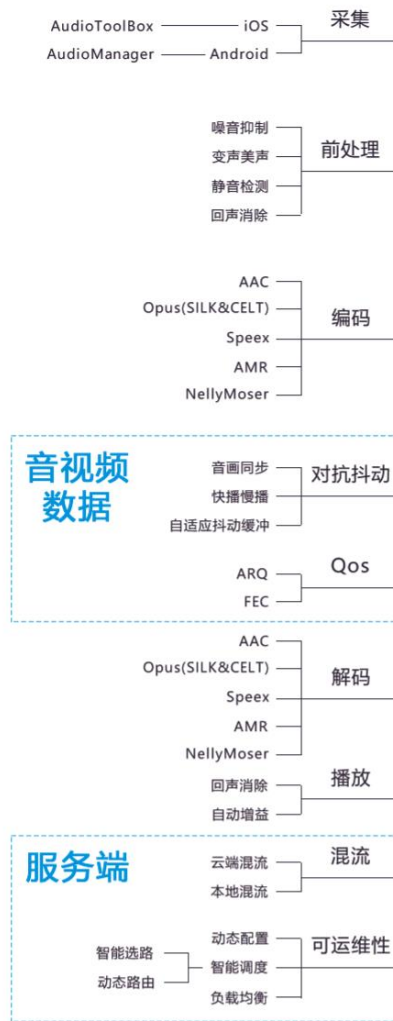 采集
AudioToolBox
iOS
AudioManager
Android
前处理
噪音抑制
变声美声
静音检测
回声消除
编码
AAC
Opus(SILK&CELT)
Speex
AMR
NellyMoser
音视频
数据
对抗抖动
音画同步
快播慢播
自适应抖动缓冲
Qos
ARQ
FEC
解码
AAC
Opus(SILK&CELT)
Speex
AMR
NellyMoser
播放
回声消除
自动增益
服务端
混流
云端混流
本地混流
可运维性
动态配置
智能调度
负载均衡
智能选路
动态路由